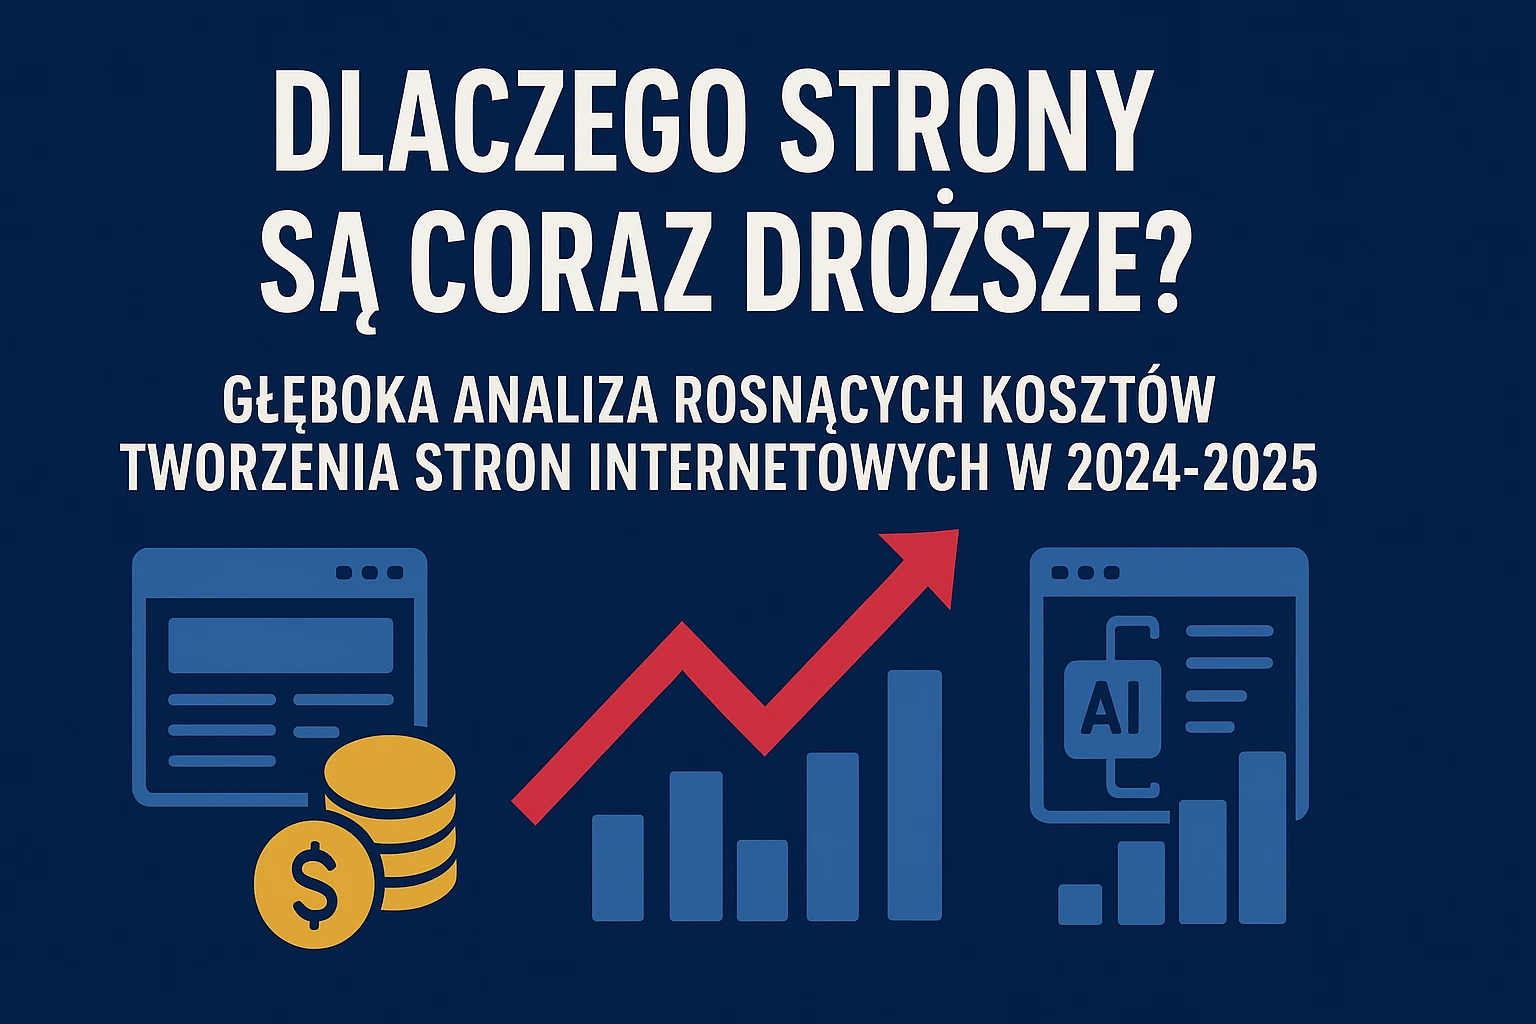 DLACZEGO STRONY
SĄ CORAZ DROŻSZE?
GŁĘBOKA ANALIZA ROSNĄCYCH KOSZTÓW
TWORZENIA STRON INTERNETOWYCH W 2024-2025
AI
$